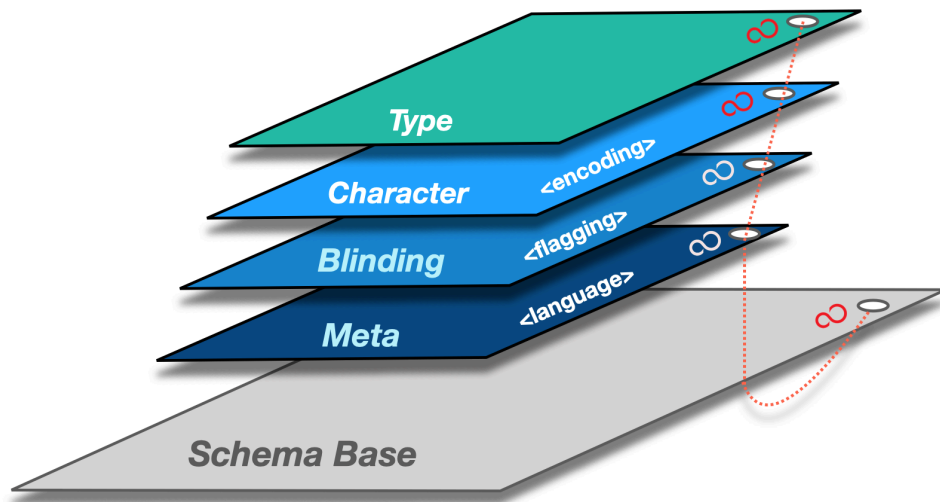 ∞
Type
∞
Character <encoding>
∞
Blinding <flagging>
∞
Meta <language>
∞
Schema Base